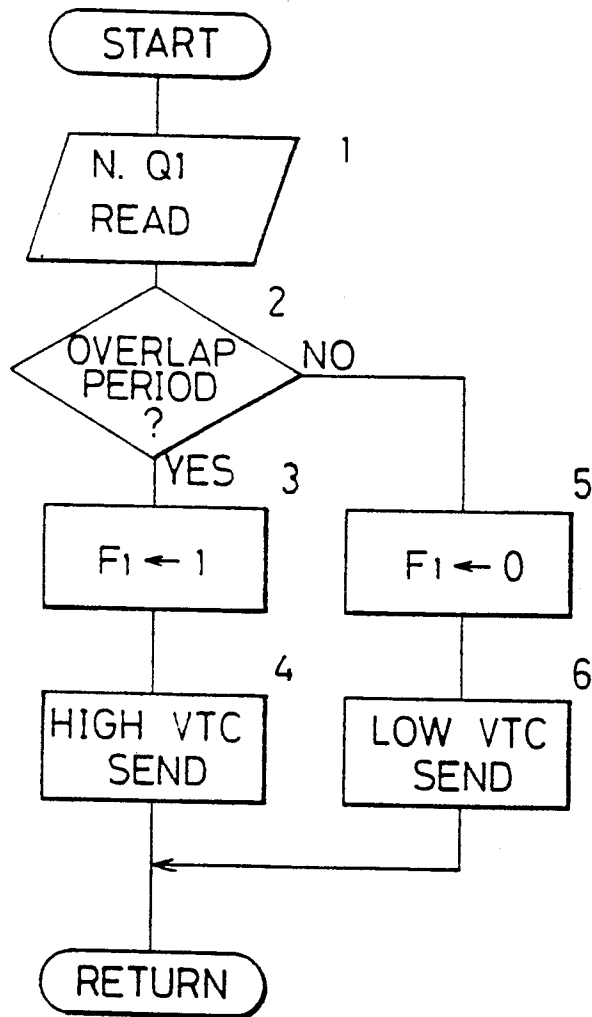 START
1
N. Q1
READ
2
OVERLAP
PERIOD
?
NO
YES
3
F1 ← 1
4
HIGH VTC
SEND
5
F1 ← 0
6
LOW VTC
SEND
RETURN